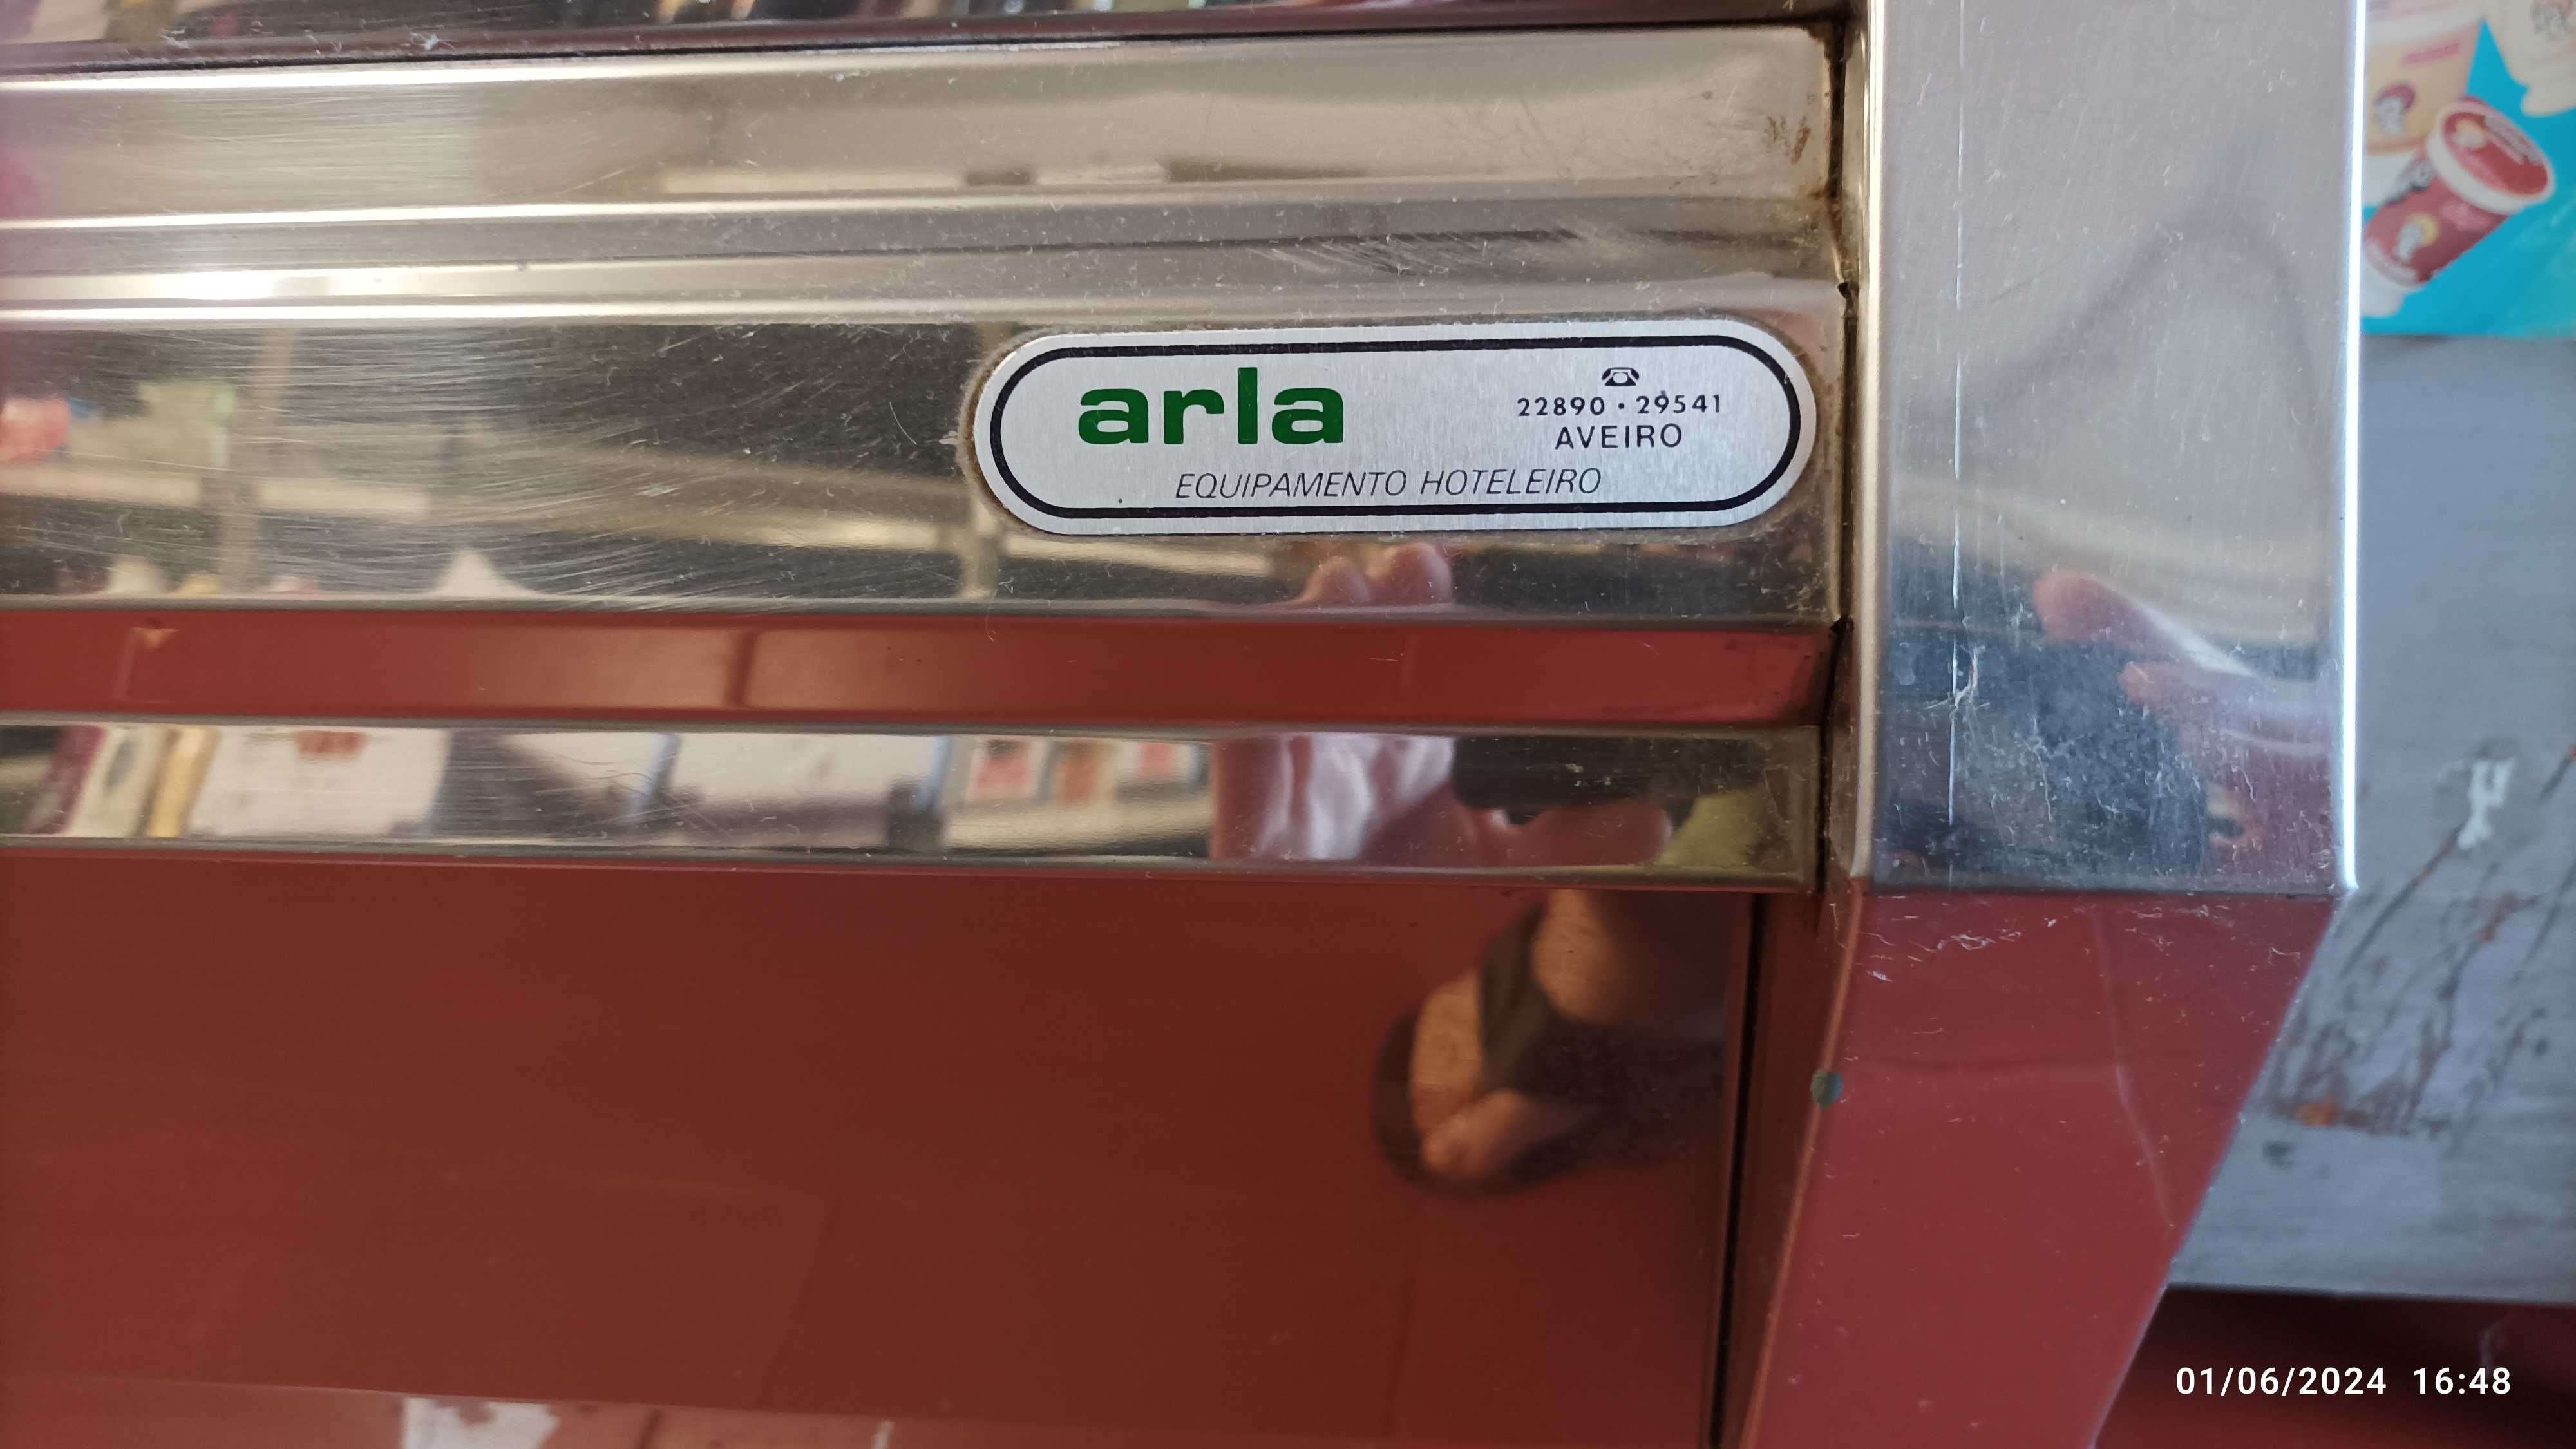 arla
☎
22890 · 29541
AVEIRO
EQUIPAMENTO HOTELEIRO
01/06/2024 16:48